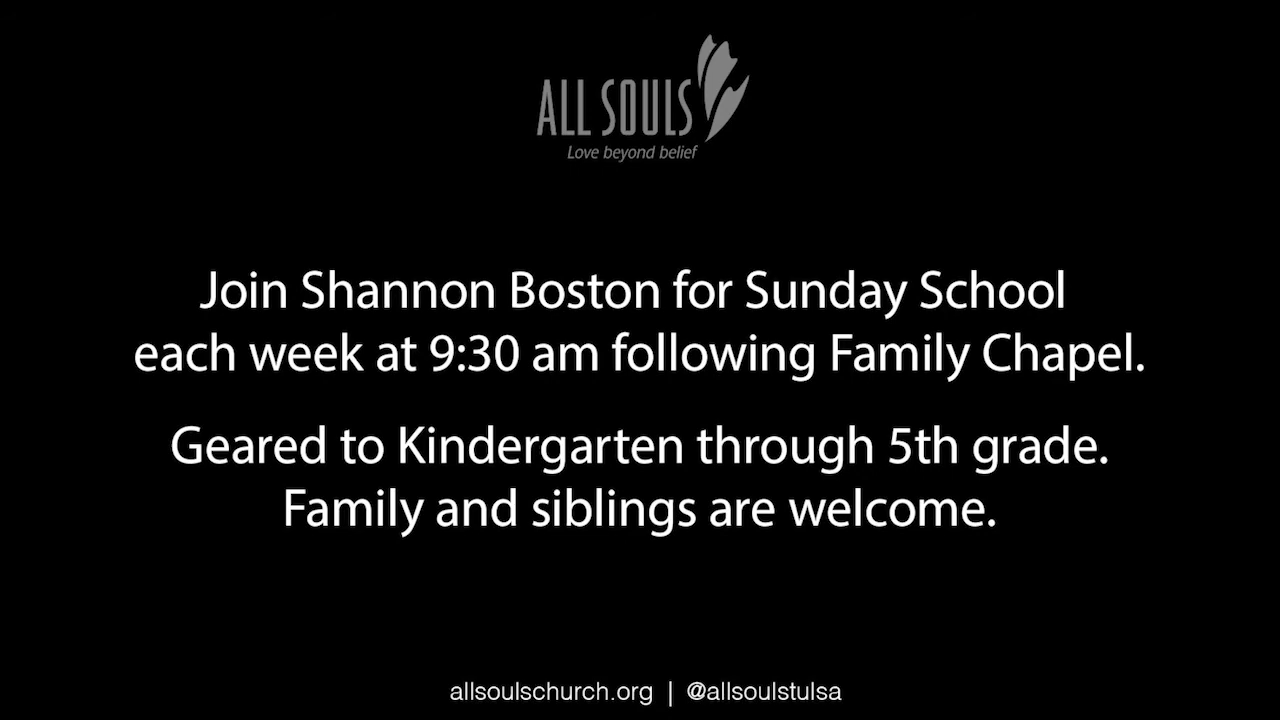 ALL SOULS
Love beyond belief
Join Shannon Boston for Sunday School
each week at 9:30 am following Family Chapel.
Geared to Kindergarten through 5th grade.
Family and siblings are welcome.
allsoulschurch.org | @allsoulstulsa